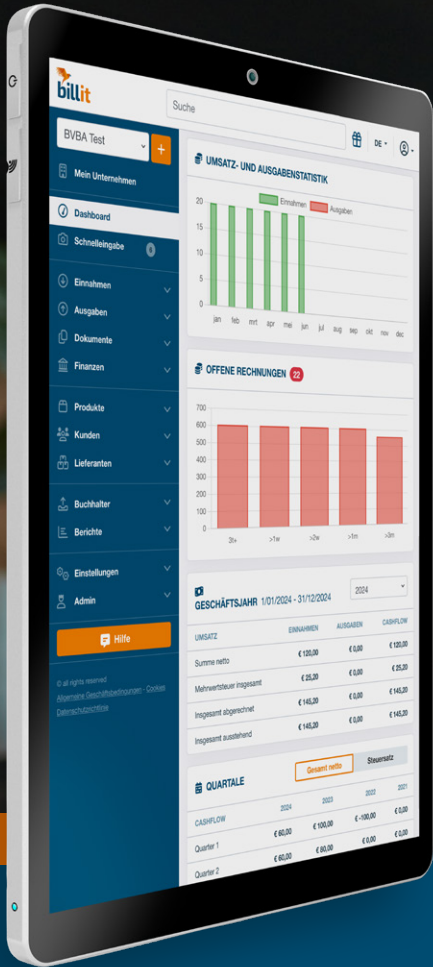 billit
Suche
DE
BVBA Test
+
Mein Unternehmen
Dashboard
Schnelleingabe
Einnahmen
Ausgaben
Dokumente
Finanzen
Produkte
Kunden
Lieferanten
Buchhalter
Berichte
Einstellungen
Admin
Hilfe
© all rights reserved
Allgemeine Geschäftsbedingungen - Cookies
Datenschutzrichtlinie
UMSATZ- UND AUSGABENSTATISTIK
Einnahmen Ausgaben
20
15
10
5
0
jan feb mrt apr mei jun jul aug sep okt nov dec
OFFENE RECHNUNGEN 22
700
600
500
400
300
200
100
0
>1w >2w >1m >3m
GESCHÄFTSJAHR 1/01/2024 - 31/12/2024 2024
UMSATZ EINNAHMEN AUSGABEN CASHFLOW
Summe netto € 120,00 € 0,00 € 120,00
Mehrwertsteuer insgesamt € 25,20 € 0,00 € 25,20
Insgesamt abgerechnet € 145,20 € 0,00 € 145,20
Insgesamt ausstehend € 145,20 € 0,00 € 145,20
QUARTALE Gesamt netto Steuersatz
CASHFLOW 2024 2023 2022 2021
Quarter 1 € 60,00 € 100,00 € -100,00 € 0,00
Quarter 2 € 60,00 € 80,00 € 0,00 € 0,00